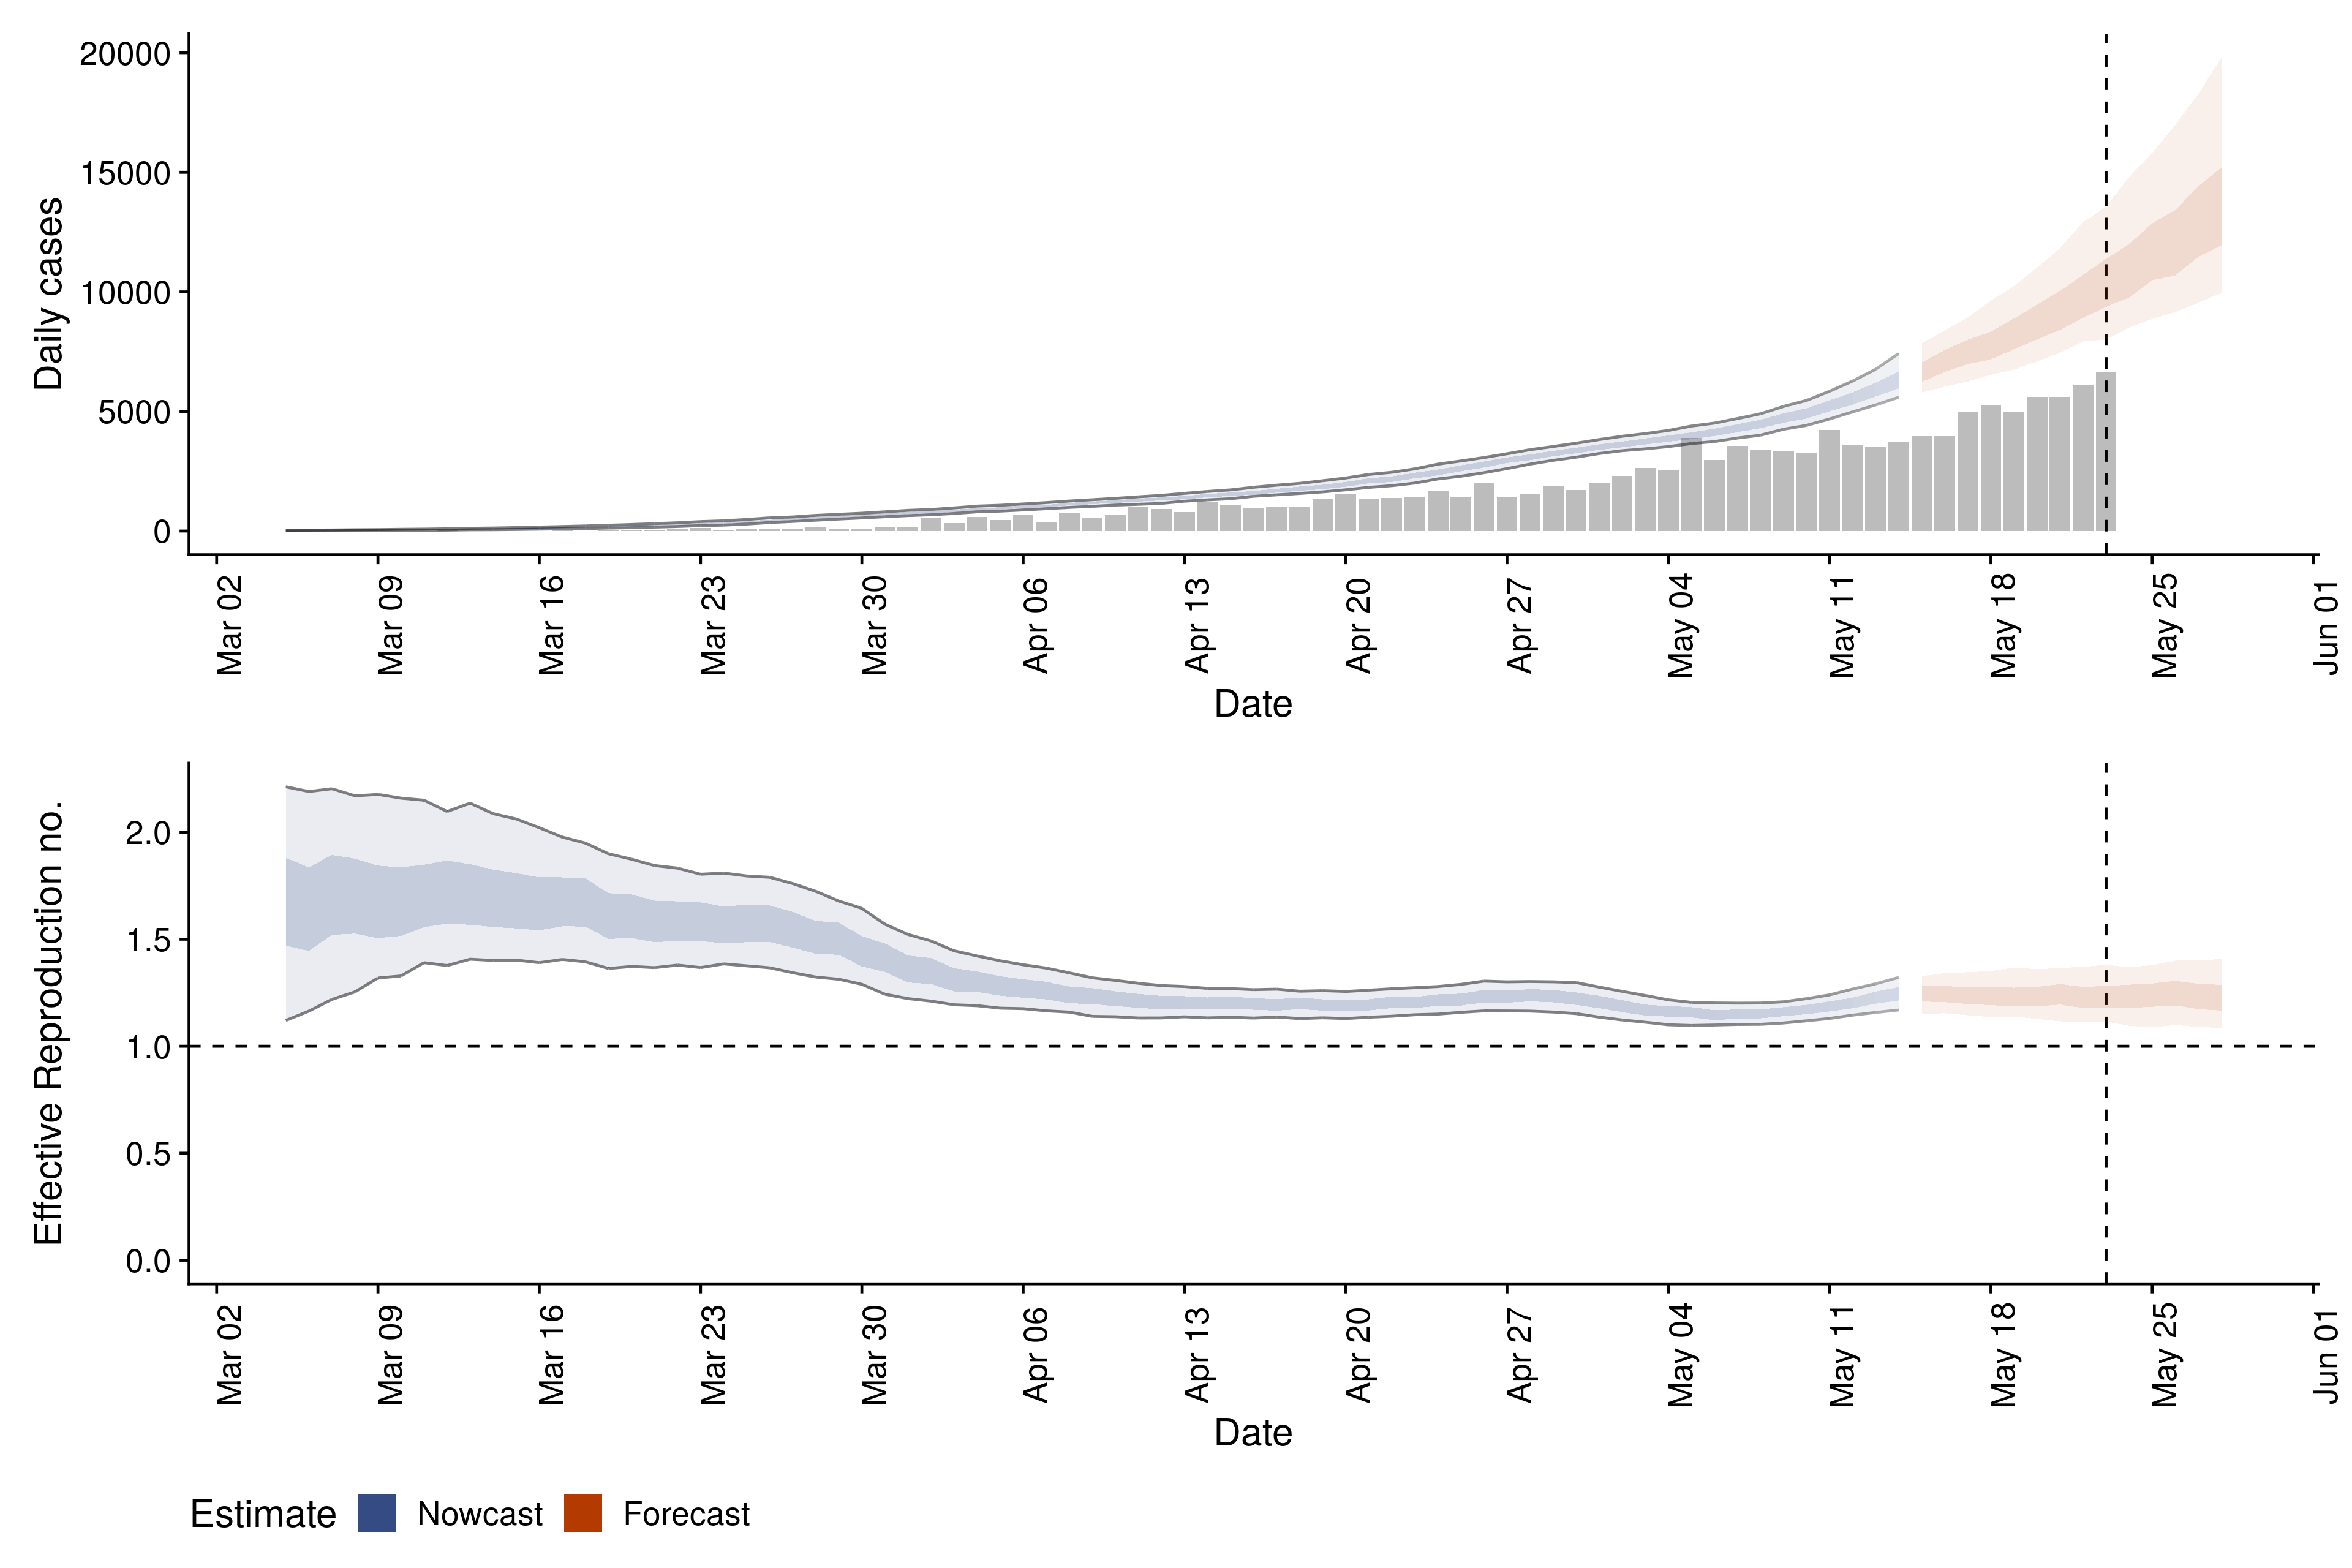 20000
15000
10000
5000
0
Daily cases
Mar 02 Mar 09 Mar 16 Mar 23 Mar 30 Apr 06 Apr 13 Apr 20 Apr 27 May 04 May 11 May 18 May 25 Jun 01
Date
2.0
1.5
1.0
0.5
0.0
Effective Reproduction no.
Mar 02 Mar 09 Mar 16 Mar 23 Mar 30 Apr 06 Apr 13 Apr 20 Apr 27 May 04 May 11 May 18 May 25 Jun 01
Date
Estimate Nowcast Forecast